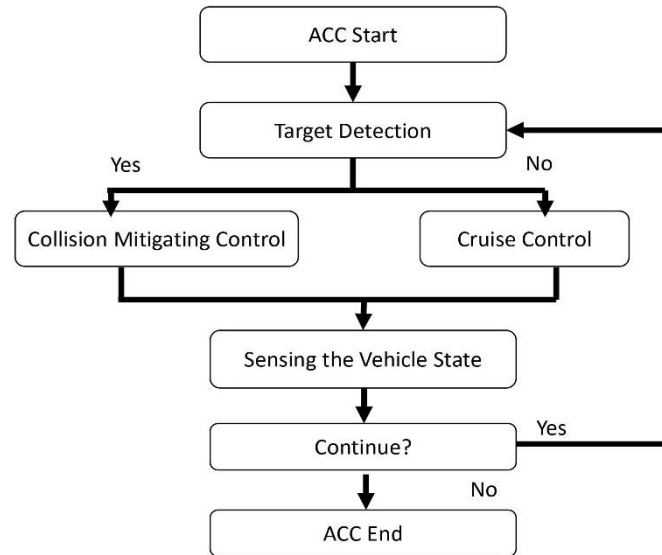 ACC Start
Target Detection
Yes
No
Collision Mitigating Control
Cruise Control
Sensing the Vehicle State
Continue?
Yes
No
ACC End